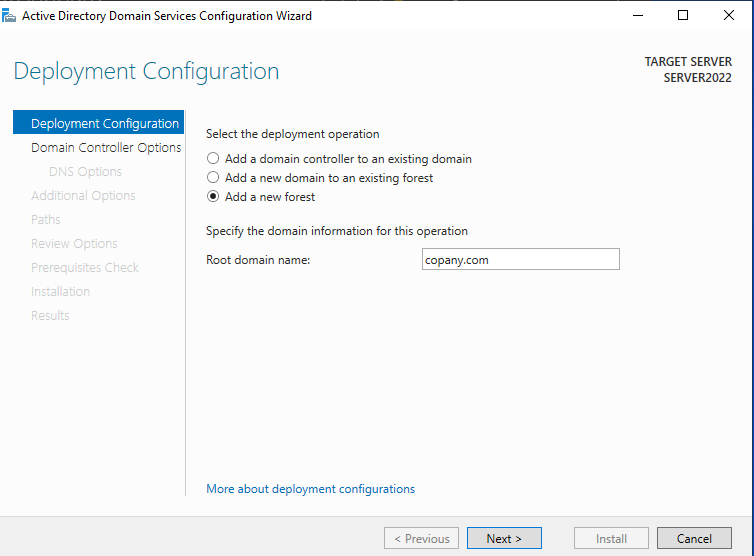 Active Directory Domain Services Configuration Wizard
Deployment Configuration
TARGET SERVER
SERVER2022
Deployment Configuration
Domain Controller Options
DNS Options
Additional Options
Paths
Review Options
Prerequisites Check
Installation
Results
Select the deployment operation
Add a domain controller to an existing domain
Add a new domain to an existing forest
Add a new forest
Specify the domain information for this operation
Root domain name: copany.com
More about deployment configurations
< Previous Next > Install Cancel